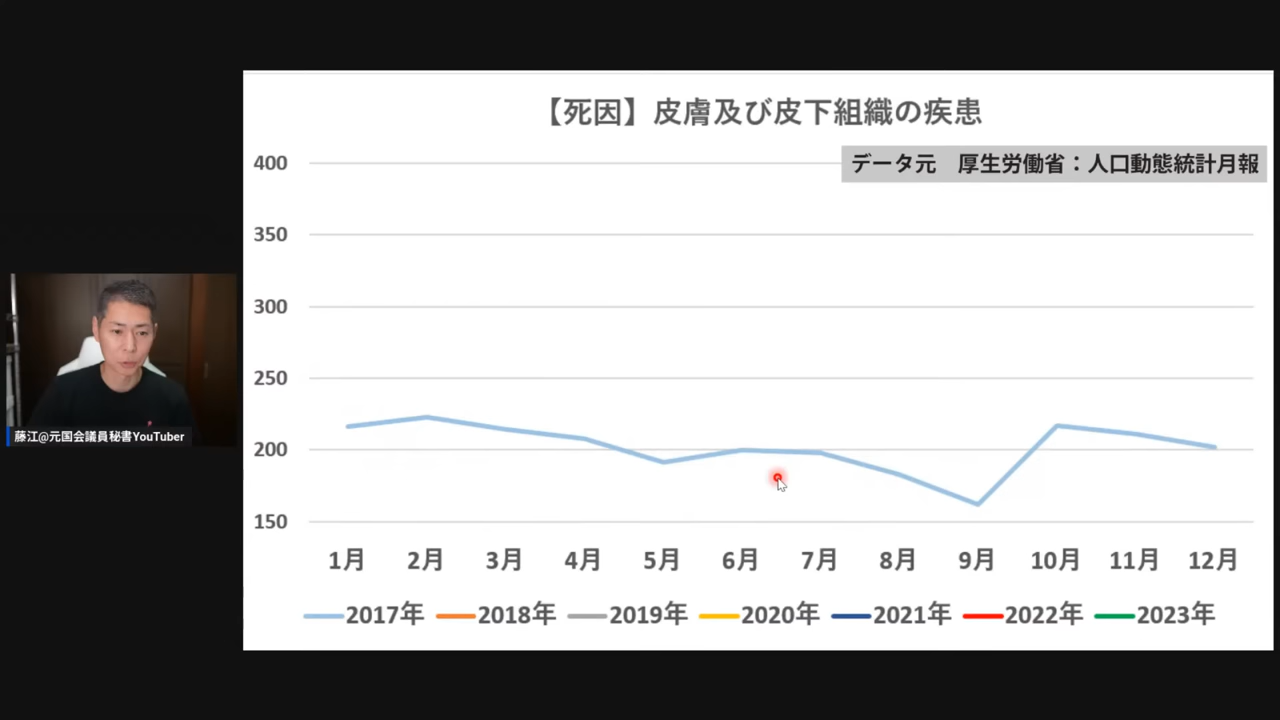 【死因】皮膚及び皮下組織の疾患
データ元　厚生労働省：人口動態統計月報
400
350
300
250
200
150
1月 2月 3月 4月 5月 6月 7月 8月 9月 10月 11月 12月
2017年 2018年 2019年 2020年 2021年 2022年 2023年
藤江@元国会議員秘書YouTuber